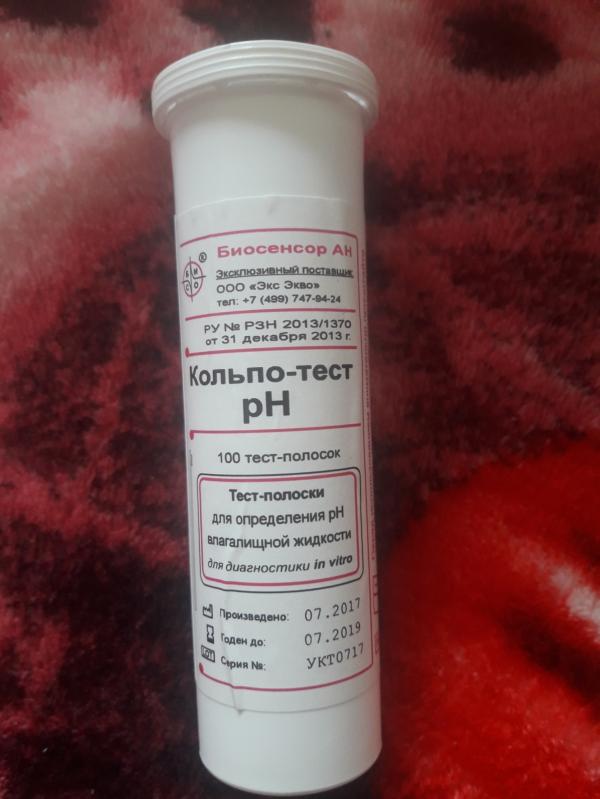 Биосенсор АН
Б И О С ®
Эксклюзивный поставщик:
ООО «Экс Экво»
тел: +7 (499) 747-94-24
РУ № РЗН 2013/1370
от 31 декабря 2013 г.
Кольпо-тест
pH
100 тест-полосок
Тест-полоски
для определения pH
влагалищной жидкости
для диагностики in vitro
Произведено: 07.2017
Годен до: 07.2019
LOT Серия №: УКТ0717